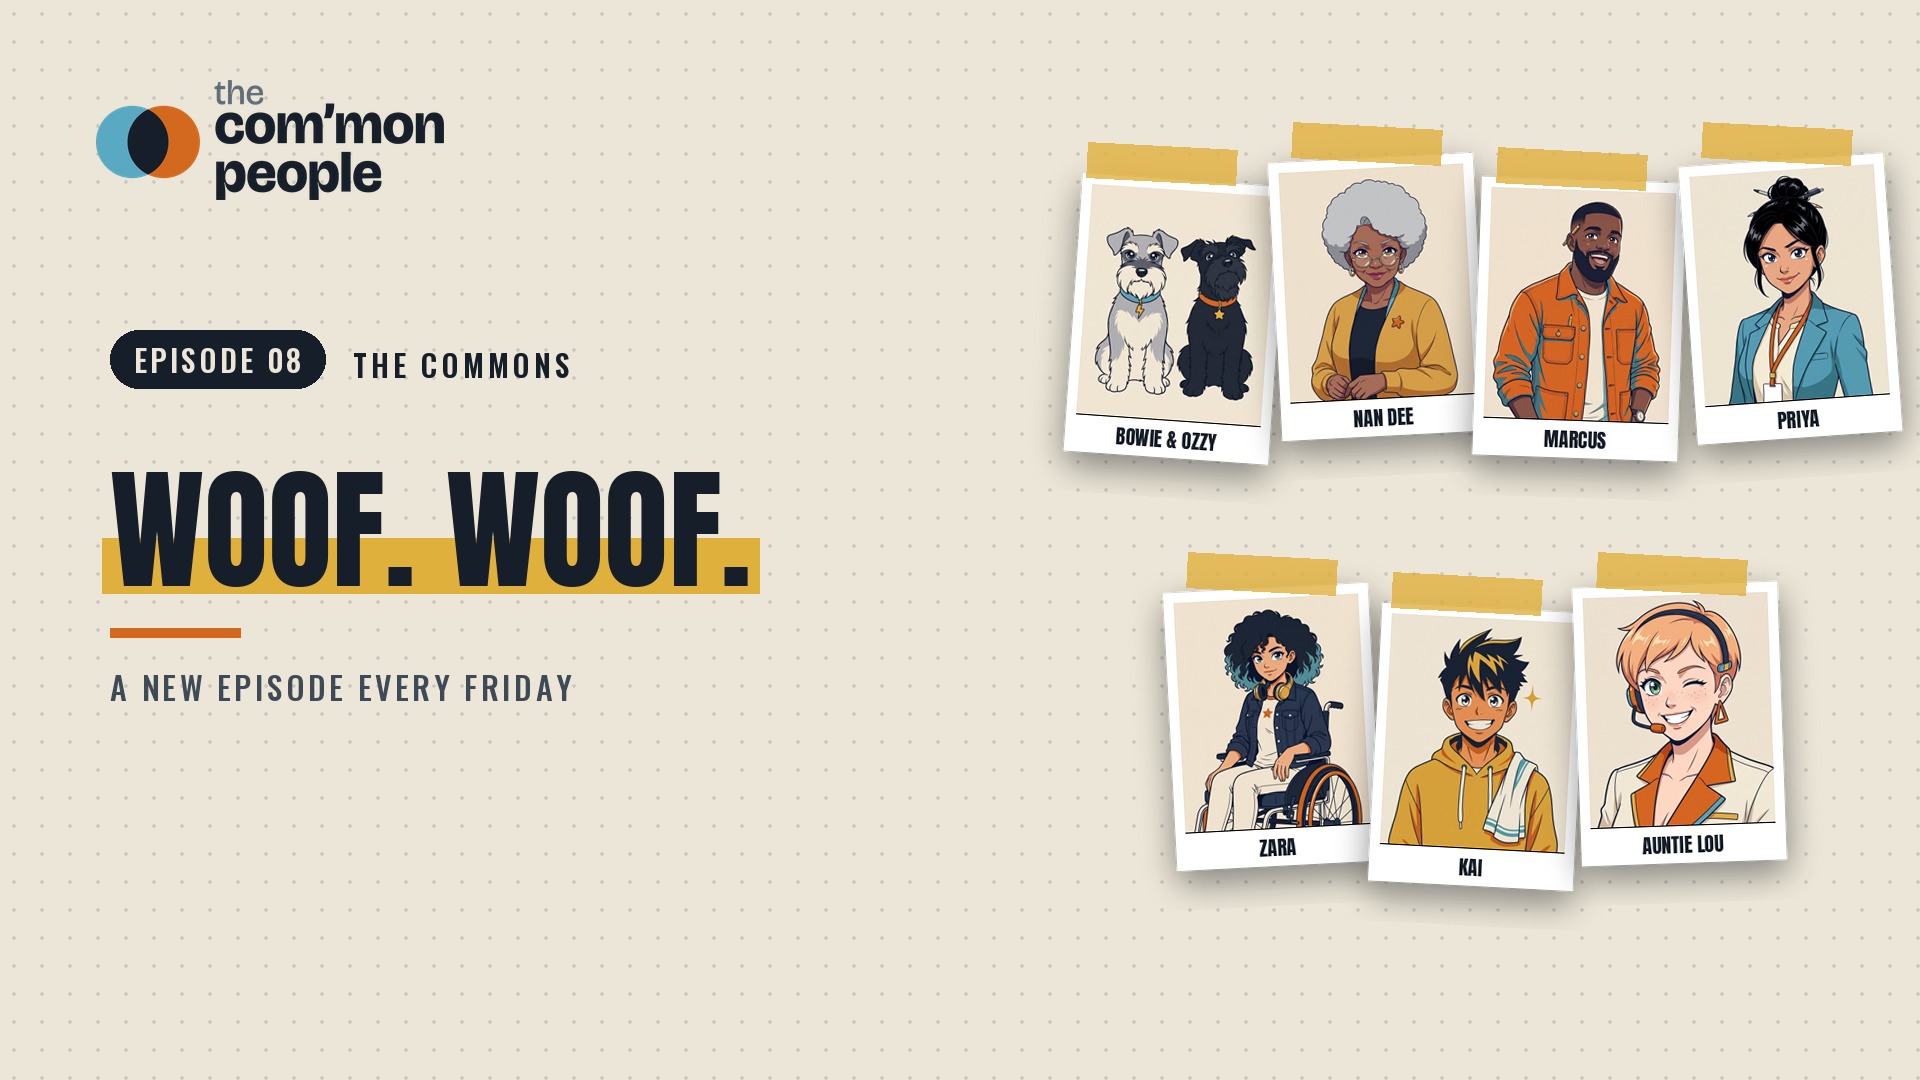 the
com'mon
people
EPISODE 08
THE COMMONS
WOOF. WOOF.
A NEW EPISODE EVERY FRIDAY
BOWIE & OZZY
NAN DEE
MARCUS
PRIYA
ZARA
KAI
AUNTIE LOU